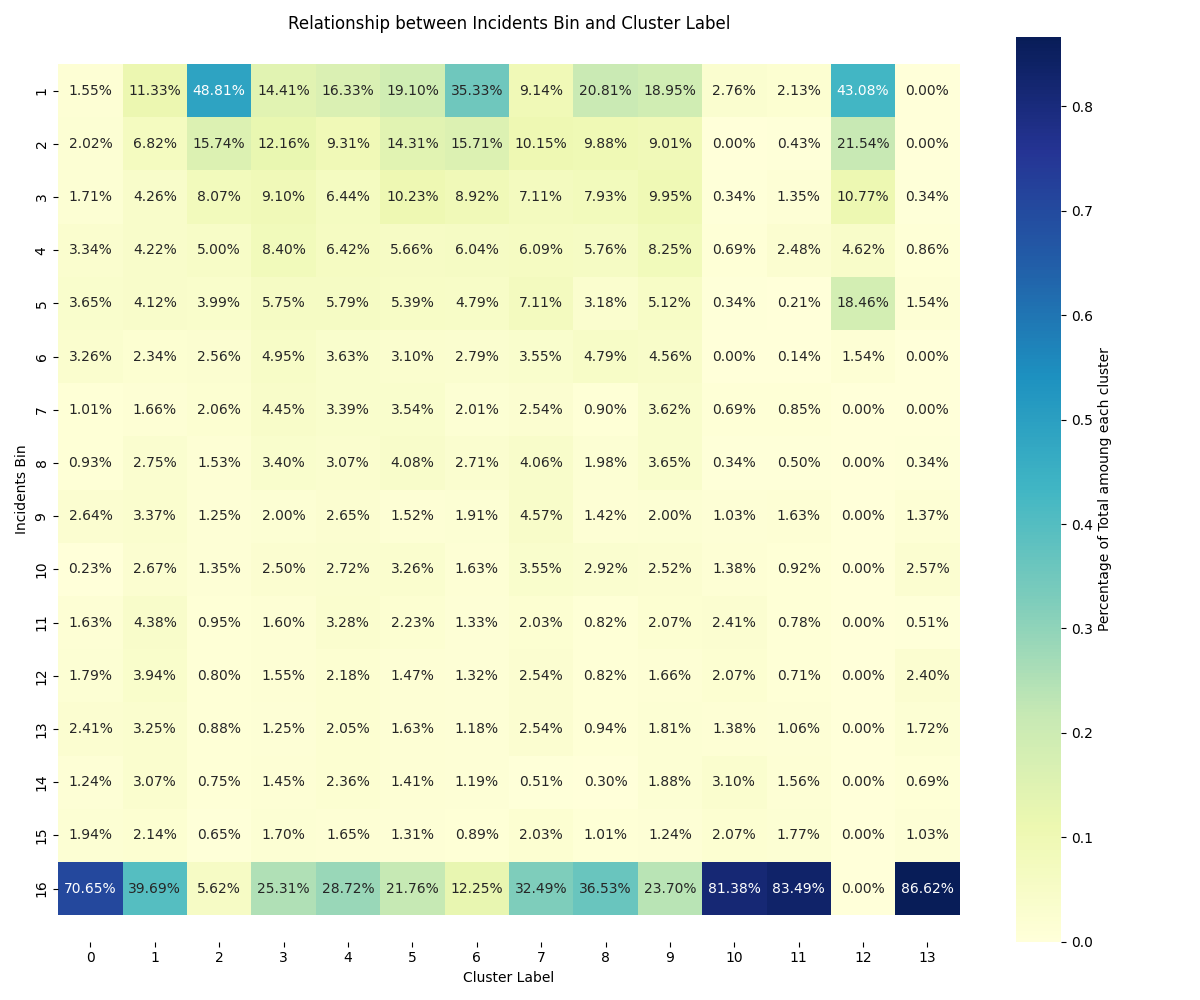 Relationship between Incidents Bin and Cluster Label
1 1.55% 11.33% 48.81% 14.41% 16.33% 19.10% 35.33% 9.14% 20.81% 18.95% 2.76% 2.13% 43.08% 0.00%
2 2.02% 6.82% 15.74% 12.16% 9.31% 14.31% 15.71% 10.15% 9.88% 9.01% 0.00% 0.43% 21.54% 0.00%
3 1.71% 4.26% 8.07% 9.10% 6.44% 10.23% 8.92% 7.11% 7.93% 9.95% 0.34% 1.35% 10.77% 0.34%
4 3.34% 4.22% 5.00% 8.40% 6.42% 5.66% 6.04% 6.09% 5.76% 8.25% 0.69% 2.48% 4.62% 0.86%
5 3.65% 4.12% 3.99% 5.75% 5.79% 5.39% 4.79% 7.11% 3.18% 5.12% 0.34% 0.21% 18.46% 1.54%
6 3.26% 2.34% 2.56% 4.95% 3.63% 3.10% 2.79% 3.55% 4.79% 4.56% 0.00% 0.14% 1.54% 0.00%
7 1.01% 1.66% 2.06% 4.45% 3.39% 3.54% 2.01% 2.54% 0.90% 3.62% 0.69% 0.85% 0.00% 0.00%
8 0.93% 2.75% 1.53% 3.40% 3.07% 4.08% 2.71% 4.06% 1.98% 3.65% 0.34% 0.50% 0.00% 0.34%
9 2.64% 3.37% 1.25% 2.00% 2.65% 1.52% 1.91% 4.57% 1.42% 2.00% 1.03% 1.63% 0.00% 1.37%
10 0.23% 2.67% 1.35% 2.50% 2.72% 3.26% 1.63% 3.55% 2.92% 2.52% 1.38% 0.92% 0.00% 2.57%
11 1.63% 4.38% 0.95% 1.60% 3.28% 2.23% 1.33% 2.03% 0.82% 2.07% 2.41% 0.78% 0.00% 0.51%
12 1.79% 3.94% 0.80% 1.55% 2.18% 1.47% 1.32% 2.54% 0.82% 1.66% 2.07% 0.71% 0.00% 2.40%
13 2.41% 3.25% 0.88% 1.25% 2.05% 1.63% 1.18% 2.54% 0.94% 1.81% 1.38% 1.06% 0.00% 1.72%
14 1.24% 3.07% 0.75% 1.45% 2.36% 1.41% 1.19% 0.51% 0.30% 1.88% 3.10% 1.56% 0.00% 0.69%
15 1.94% 2.14% 0.65% 1.70% 1.65% 1.31% 0.89% 2.03% 1.01% 1.24% 2.07% 1.77% 0.00% 1.03%
16 70.65% 39.69% 5.62% 25.31% 28.72% 21.76% 12.25% 32.49% 36.53% 23.70% 81.38% 83.49% 0.00% 86.62%
0 1 2 3 4 5 6 7 8 9 10 11 12 13
Cluster Label
Incidents Bin
0.8
0.7
0.6
0.5
0.4
0.3
0.2
0.1
0.0
Percentage of Total amoung each cluster